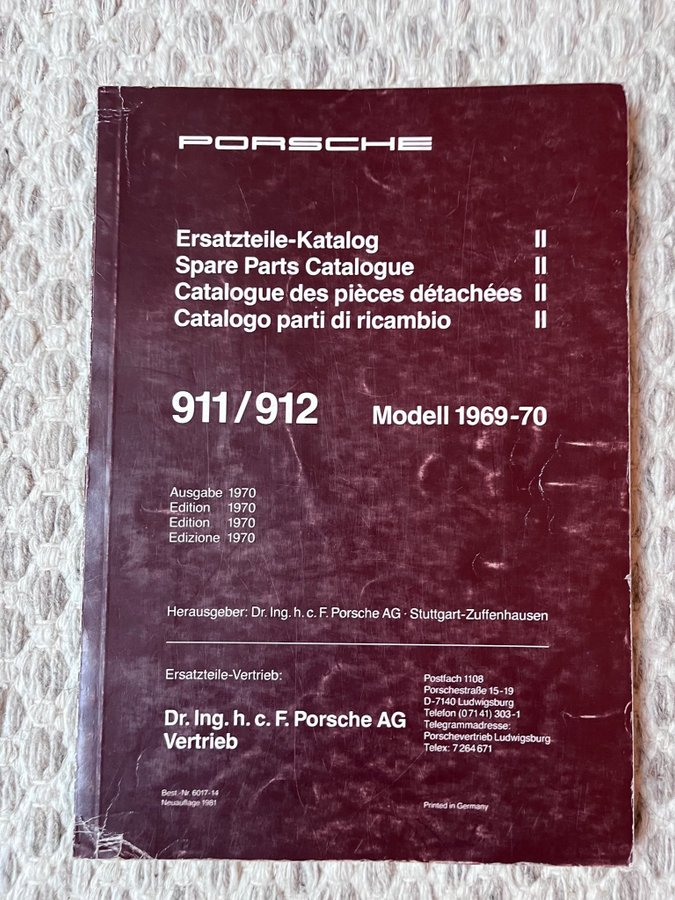 PORSCHE
Ersatzteile-Katalog II
Spare Parts Catalogue II
Catalogue des pièces détachées II
Catalogo parti di ricambio II
911/912 Modell 1969-70
Ausgabe 1970
Edition 1970
Edition 1970
Edizione 1970
Herausgeber: Dr. Ing. h. c. F. Porsche AG · Stuttgart-Zuffenhausen
Ersatzteile-Vertrieb:
Dr. Ing. h. c. F. Porsche AG
Vertrieb
Postfach 1108
Porschestraße 15-19
D-7140 Ludwigsburg
Telefon (0 71 41) 303-1
Telegrammadresse:
Porschevertrieb Ludwigsburg
Telex: 7 264 671
Best.-Nr. 6017-14
Neuauflage 1981
Printed in Germany